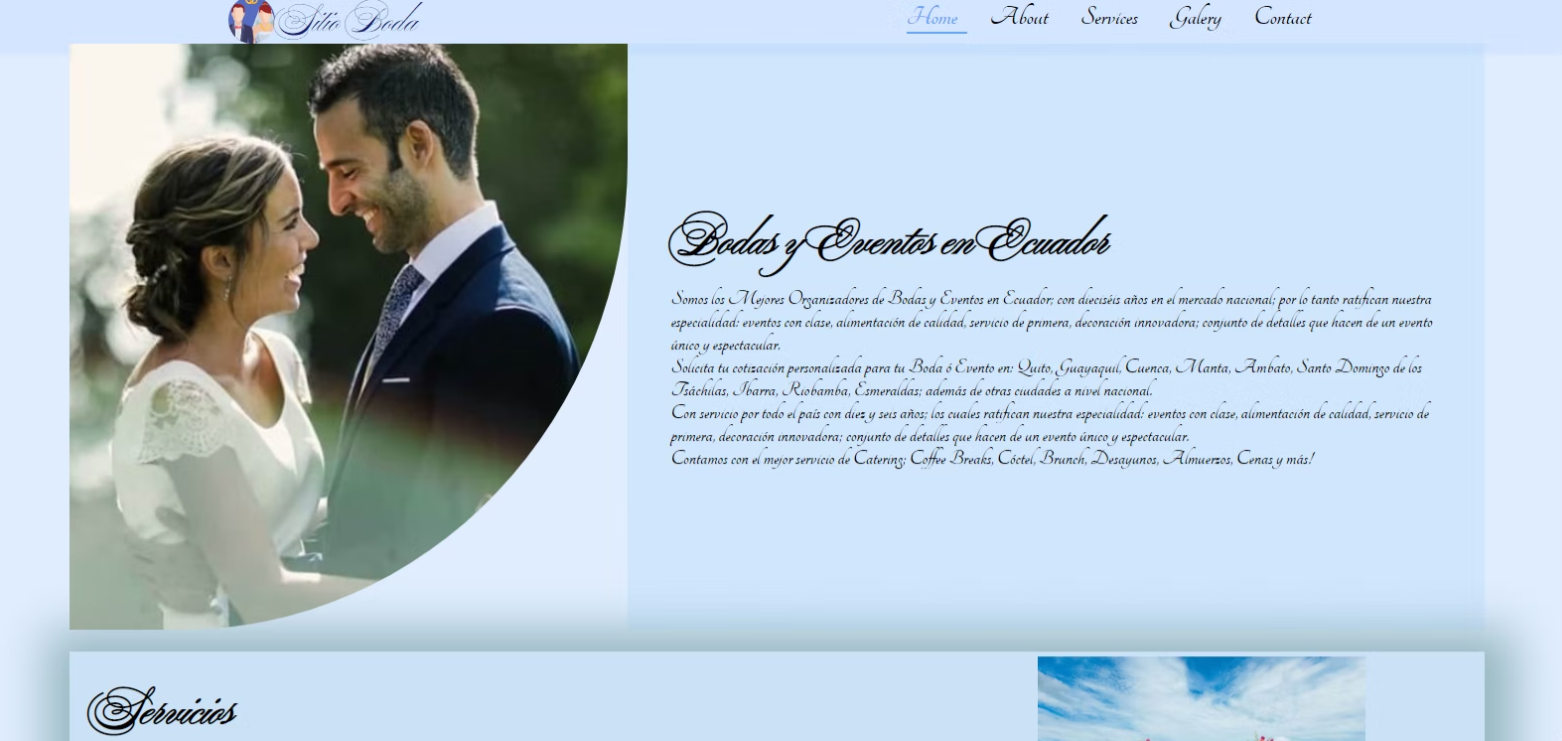 Sitio Boda
Home About Services Galery Contact
Bodas y Eventos en Ecuador
Somos los Mejores Organizadores de Bodas y Eventos en Ecuador; con dieciséis años en el mercado nacional; por lo tanto ratifican nuestra
especialidad: eventos con clase, alimentación de calidad, servicio de primera, decoración innovadora; conjunto de detalles que hacen de un evento
único y espectacular.
Solicita tu cotización personalizada para tu Boda ó Evento en: Quito, Guayaquil, Cuenca, Manta, Ambato, Santo Domingo de los
Tsáchilas, Ibarra, Riobamba, Esmeraldas; además de otras ciudades a nivel nacional.
Con servicio por todo el país con diez y seis años; los cuales ratifican nuestra especialidad: eventos con clase, alimentación de calidad, servicio de
primera, decoración innovadora; conjunto de detalles que hacen de un evento único y espectacular.
Contamos con el mejor servicio de Catering; Coffee Breaks, Cóctel, Brunch, Desayunos, Almuerzos, Cenas y más!
Servicios